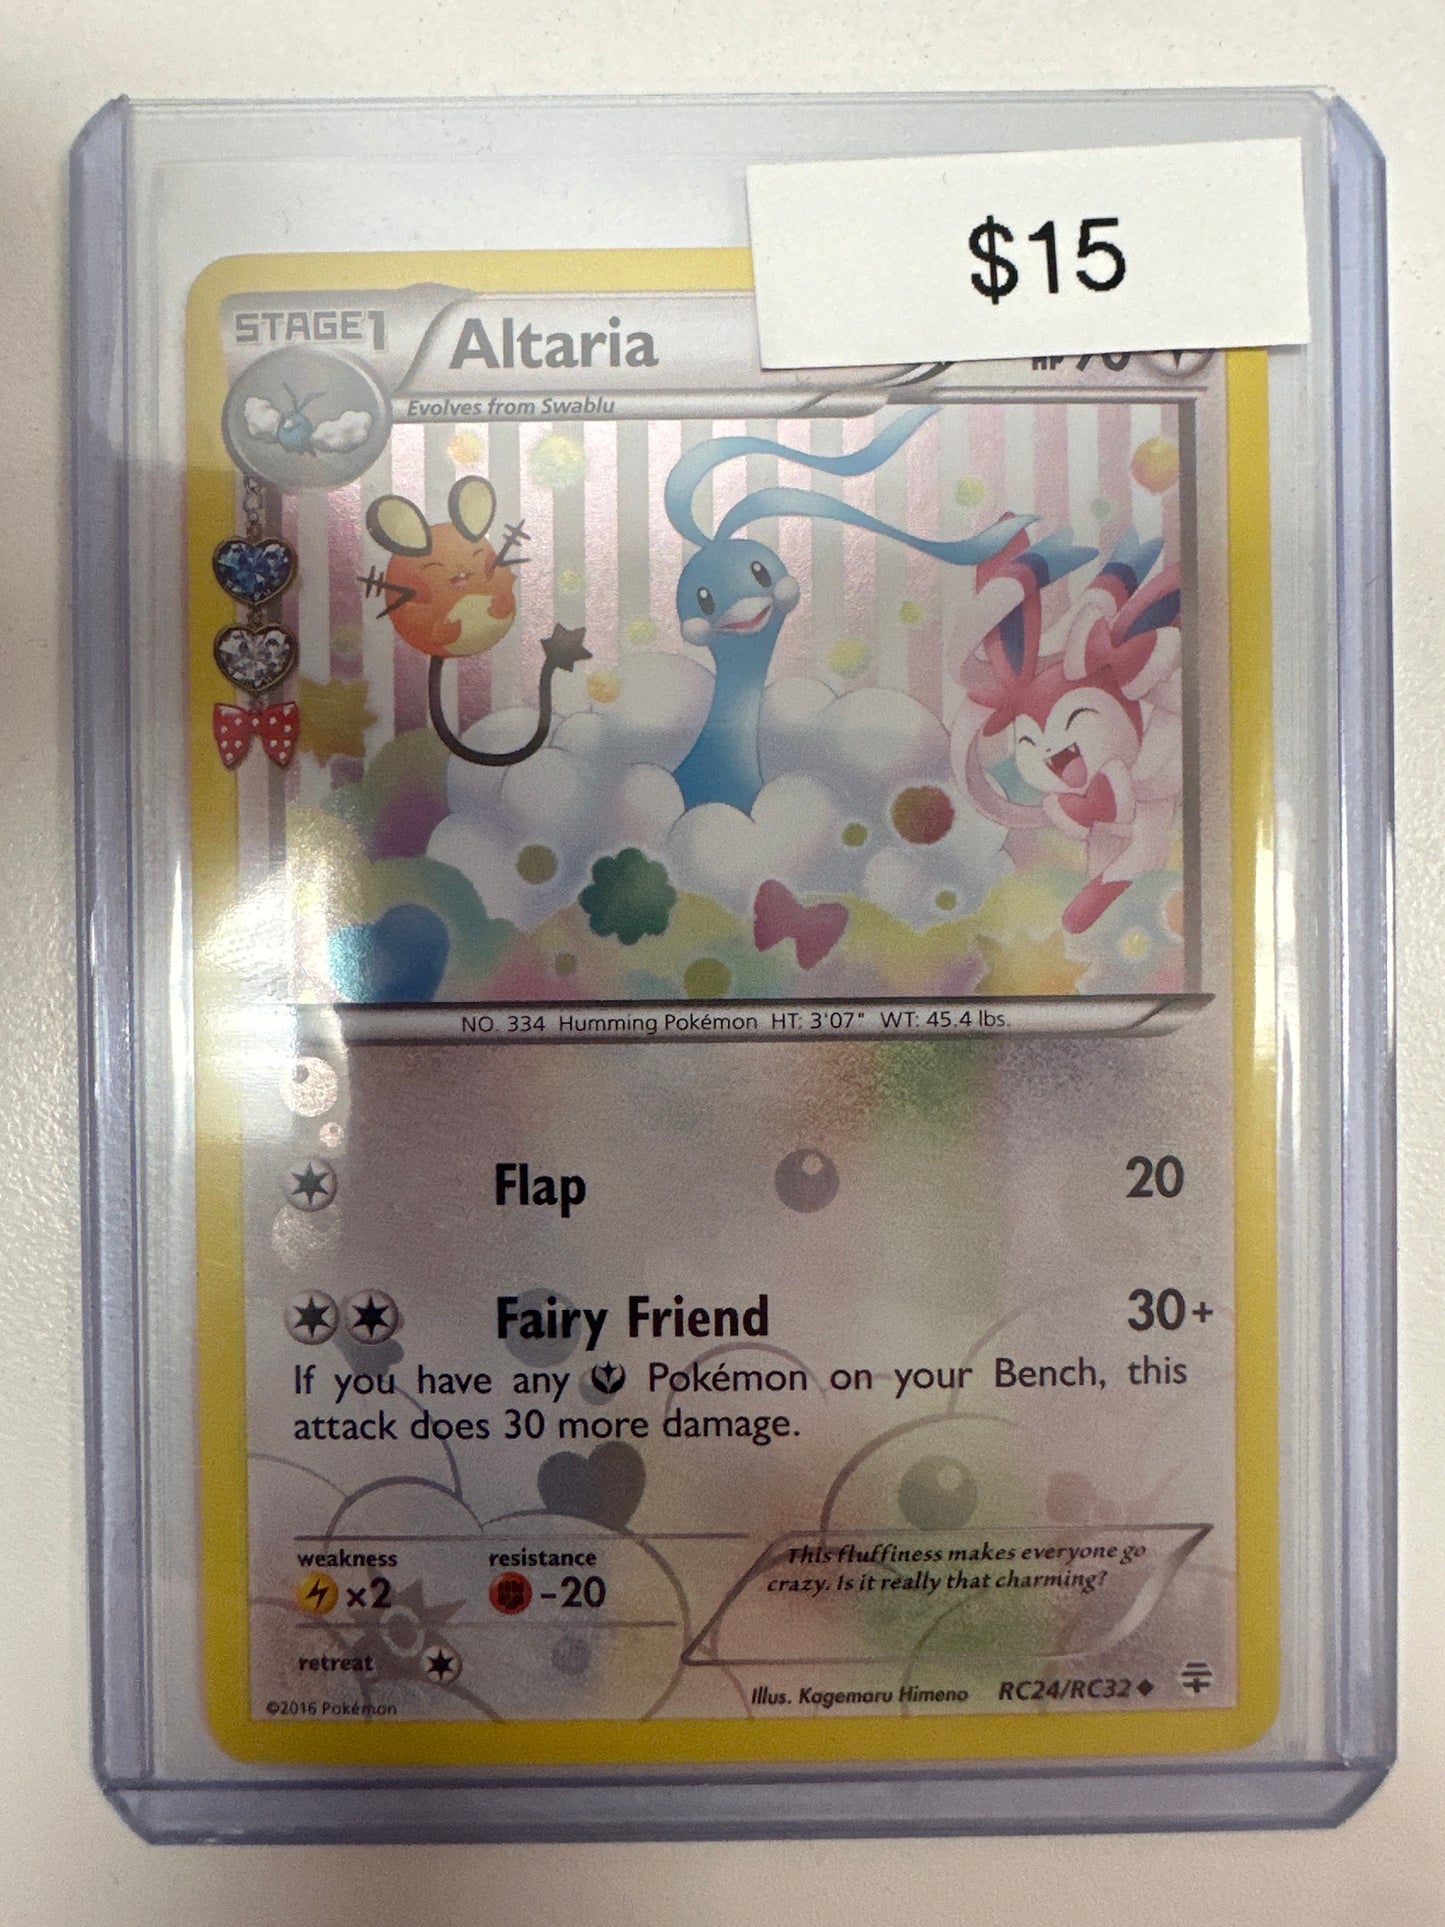 $15
STAGE1 Altaria
Evolves from Swablu
NO. 334 Humming Pokémon HT: 3'07" WT: 45.4 lbs.
Flap 20
Fairy Friend 30+
If you have any Pokémon on your Bench, this
attack does 30 more damage.
weakness
×2
resistance
-20
This fluffiness makes everyone go
crazy. Is it really that charming?
retreat
©2016 Pokémon
Illus. Kagemaru Himeno RC24/RC32